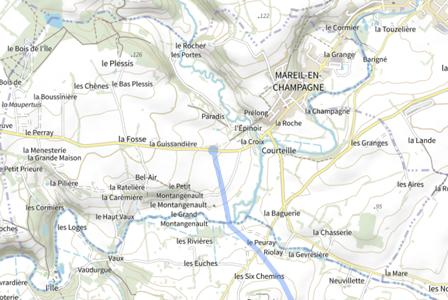 le Cormier
la Touzelière
122
le Bois de l'Île
le Rocher
les Portes
la Grange
Barigné
126
le Plessis
MAREIL-EN-
CHAMPAGNE
les Chênes
le Bas Plessis
la Boussinière
la Maupertus
Prélong
la Champagne
Paradis
l'Épinoir
la Roche
le Perray
la Fosse
la Guissandière
la Croix
les Granges
la Lande
la Menesterie
Courteille
la Grande Maison
Petit Prieuré
Bel-Air
la Pilière
la Ratelière
le Petit
Montangenault
les Aires
la Carémière
le Montangenault
les Cormiers
le Haut Vaux
le Grand
Montangenault
la Baguerie
95
les Loges
la Chasserie
les Rivières
le Peuray
Riolay
la Gevresière
Vaux
Vaudurgue
les Euches
la Mare
les Six Chemins
Neuvillette
l'Île